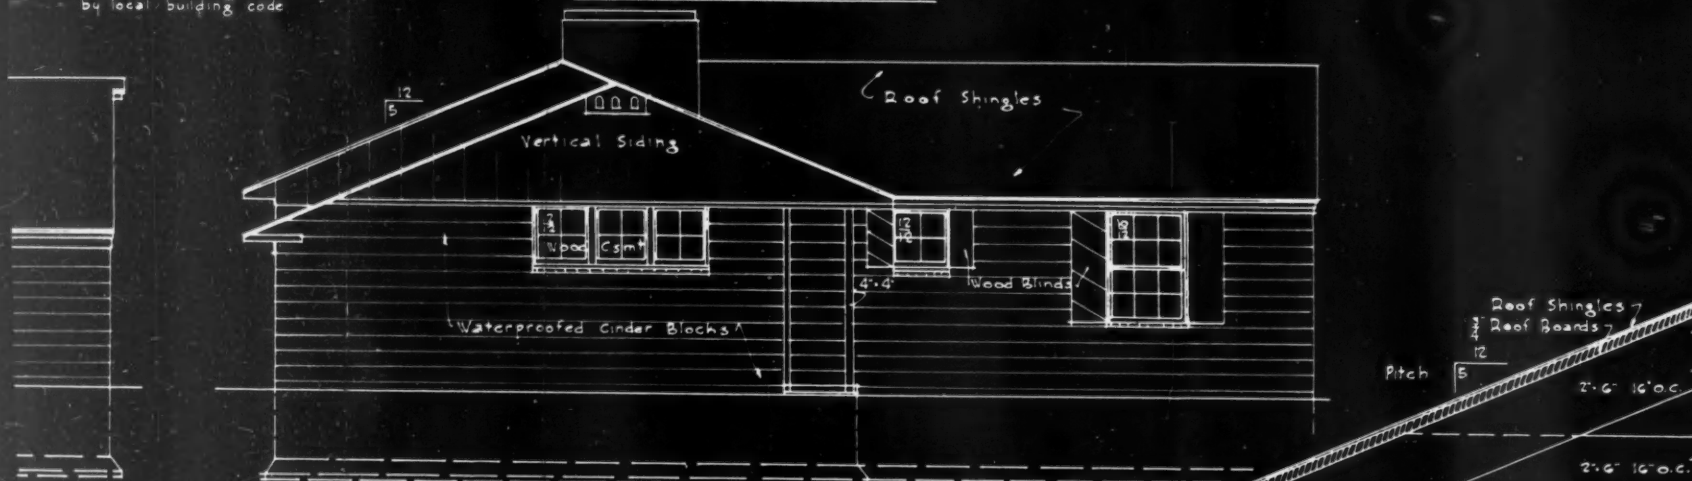 by local building code
12
5
Roof Shingles
Vertical Siding
Wood Csmt
12
4"·4"
Wood Blinds
Waterproofed Cinder Blocks
Roof Shingles
3/4 Roof Boards
12
Pitch 5
2"·6" 16"O.C.
2"·6" 16"O.C.